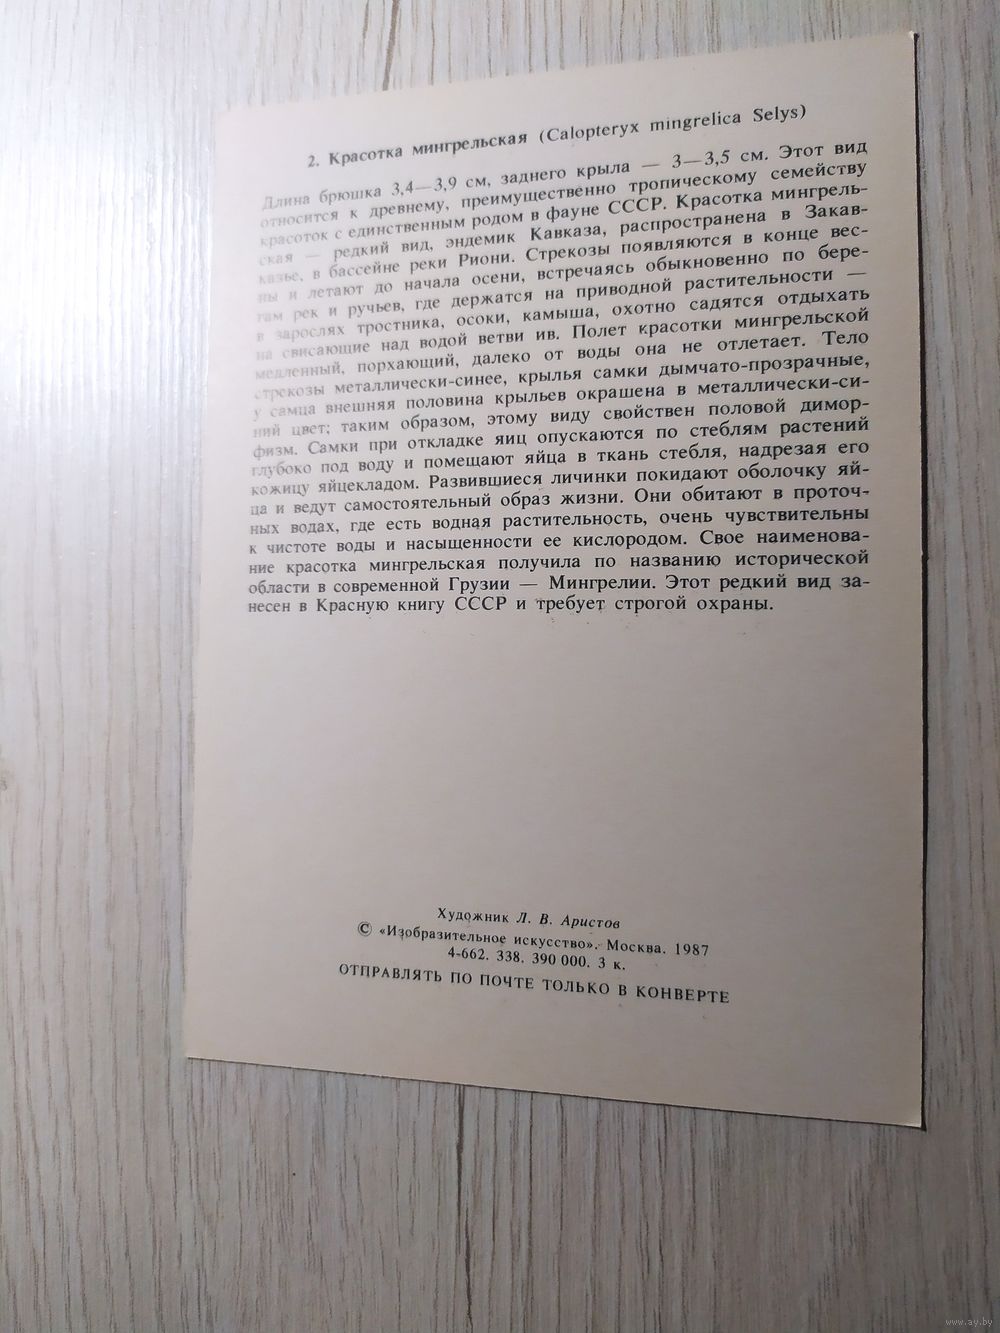 2. Красотка мингрельская (Calopteryx mingrelica Selys)
Длина брюшка 3,4—3,9 см, заднего крыла — 3—3,5 см. Этот вид
относится к древнему, преимущественно тропическому семейству
красоток с единственным родом в фауне СССР. Красотка мингрель-
ская — редкий вид, эндемик Кавказа, распространена в Закав-
казье, в бассейне реки Риони. Стрекозы появляются в конце вес-
ны и летают до начала осени, встречаясь обыкновенно по бере-
гам рек и ручьев, где держатся на приводной растительности —
в зарослях тростника, осоки, камыша, охотно садятся отдыхать
на свисающие над водой ветви ив. Полет красотки мингрельской
медленный, порхающий, далеко от воды она не отлетает. Тело
стрекозы металлически-синее, крылья самки дымчато-прозрачные,
у самца внешняя половина крыльев окрашена в металлически-си-
ний цвет; таким образом, этому виду свойствен половой димор-
физм. Самки при откладке яиц опускаются по стеблям растений
глубоко под воду и помещают яйца в ткань стебля, надрезая его
кожицу яйцекладом. Развившиеся личинки покидают оболочку яй-
ца и ведут самостоятельный образ жизни. Они обитают в проточ-
ных водах, где есть водная растительность, очень чувствительны
к чистоте воды и насыщенности ее кислородом. Свое наименова-
ние красотка мингрельская получила по названию исторической
области в современной Грузии — Мингрелии. Этот редкий вид за-
несен в Красную книгу СССР и требует строгой охраны.
Художник Л. В. Аристов
© «Изобразительное искусство». Москва. 1987
4-662. 338. 390 000. 3 к.
ОТПРАВЛЯТЬ ПО ПОЧТЕ ТОЛЬКО В КОНВЕРТЕ
www.ay.by